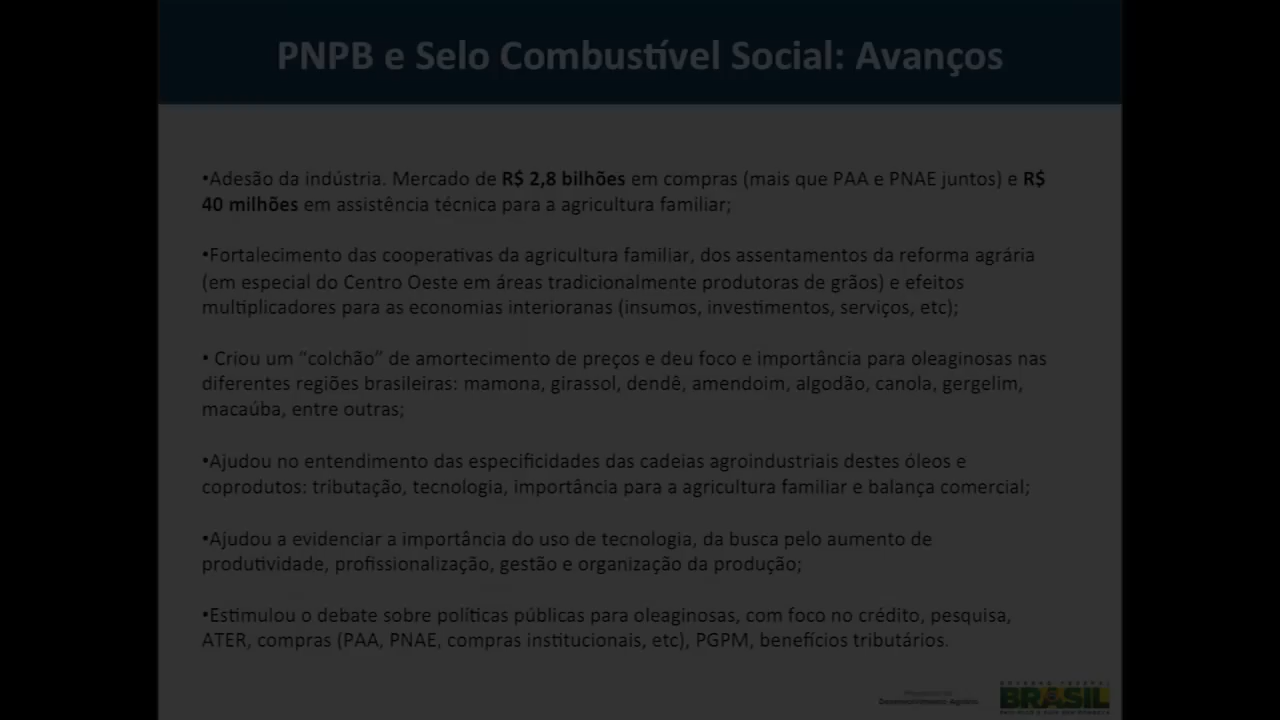 PNPB e Selo Combustível Social: Avanços
•Adesão da indústria. Mercado de R$ 2,8 bilhões em compras (mais que PAA e PNAE juntos) e R$
40 milhões em assistência técnica para a agricultura familiar;
•Fortalecimento das cooperativas da agricultura familiar, dos assentamentos da reforma agrária
(em especial do Centro Oeste em áreas tradicionalmente produtoras de grãos) e efeitos
multiplicadores para as economias interioranas (insumos, investimentos, serviços, etc);
• Criou um “colchão” de amortecimento de preços e deu foco e importância para oleaginosas nas
diferentes regiões brasileiras: mamona, girassol, dendê, amendoim, algodão, canola, gergelim,
macaúba, entre outras;
•Ajudou no entendimento das especificidades das cadeias agroindustriais destes óleos e
coprodutos: tributação, tecnologia, importância para a agricultura familiar e balança comercial;
•Ajudou a evidenciar a importância do uso de tecnologia, da busca pelo aumento de
produtividade, profissionalização, gestão e organização da produção;
•Estimulou o debate sobre políticas públicas para oleaginosas, com foco no crédito, pesquisa,
ATER, compras (PAA, PNAE, compras institucionais, etc), PGPM, benefícios tributários.
Desenvolvimento Agrário
BRASIL